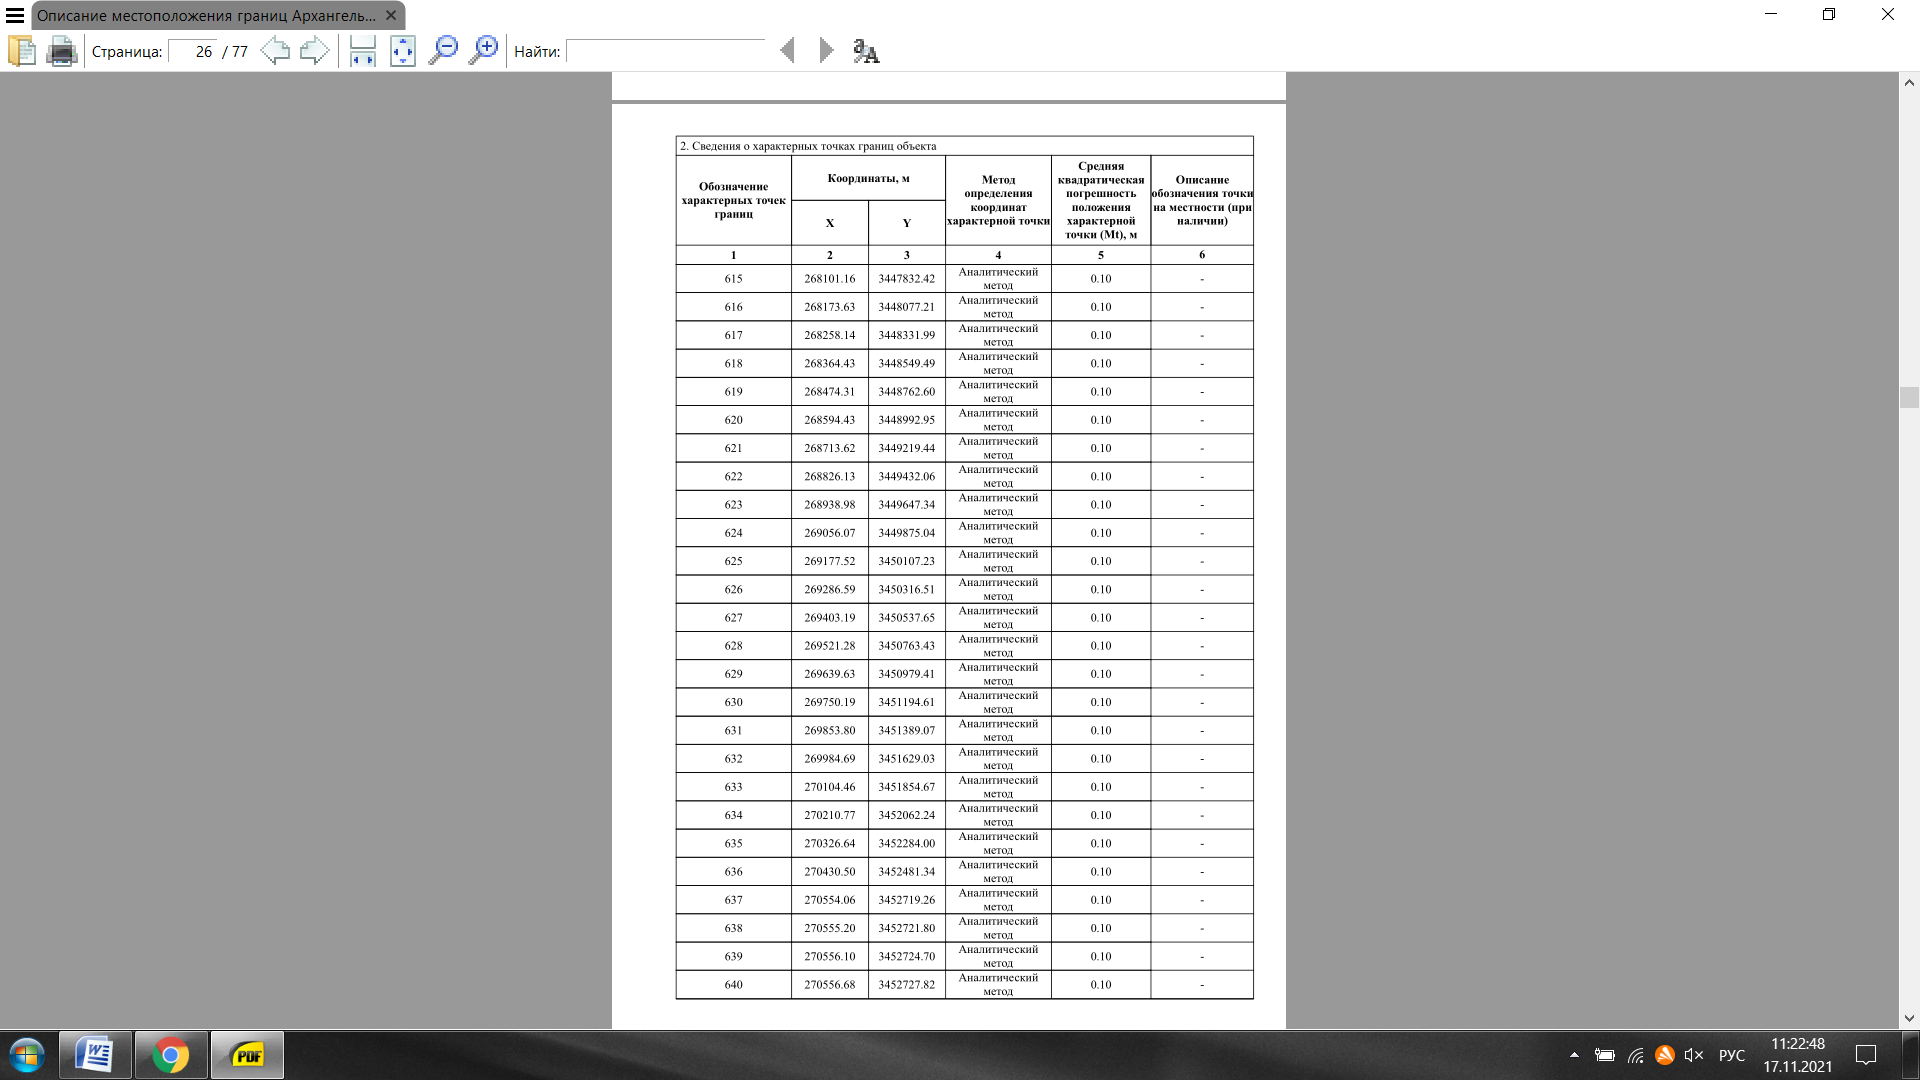 Описание местоположения границ Архангель...
Страница: 26 / 77 Найти:
2. Сведения о характерных точках границ объекта
Обозначение характерных точек границ
Координаты, м
X
Y
Метод определения координат характерной точки
Средняя квадратическая погрешность положения характерной точки (Mt), м
Описание обозначения точки на местности (при наличии)
1 2 3 4 5 6
615 268101.16 3447832.42 Аналитический метод 0.10 -
616 268173.63 3448077.21 Аналитический метод 0.10 -
617 268258.14 3448331.99 Аналитический метод 0.10 -
618 268364.43 3448549.49 Аналитический метод 0.10 -
619 268474.31 3448762.60 Аналитический метод 0.10 -
620 268594.43 3448992.95 Аналитический метод 0.10 -
621 268713.62 3449219.44 Аналитический метод 0.10 -
622 268826.13 3449432.06 Аналитический метод 0.10 -
623 268938.98 3449647.34 Аналитический метод 0.10 -
624 269056.07 3449875.04 Аналитический метод 0.10 -
625 269177.52 3450107.23 Аналитический метод 0.10 -
626 269286.59 3450316.51 Аналитический метод 0.10 -
627 269403.19 3450537.65 Аналитический метод 0.10 -
628 269521.28 3450763.43 Аналитический метод 0.10 -
629 269639.63 3450979.41 Аналитический метод 0.10 -
630 269750.19 3451194.61 Аналитический метод 0.10 -
631 269853.80 3451389.07 Аналитический метод 0.10 -
632 269984.69 3451629.03 Аналитический метод 0.10 -
633 270104.46 3451854.67 Аналитический метод 0.10 -
634 270210.77 3452062.24 Аналитический метод 0.10 -
635 270326.64 3452284.00 Аналитический метод 0.10 -
636 270430.50 3452481.34 Аналитический метод 0.10 -
637 270554.06 3452719.26 Аналитический метод 0.10 -
638 270555.20 3452721.80 Аналитический метод 0.10 -
639 270556.10 3452724.70 Аналитический метод 0.10 -
640 270556.68 3452727.82 Аналитический метод 0.10 -
PDF
РУС
11:22:48
17.11.2021